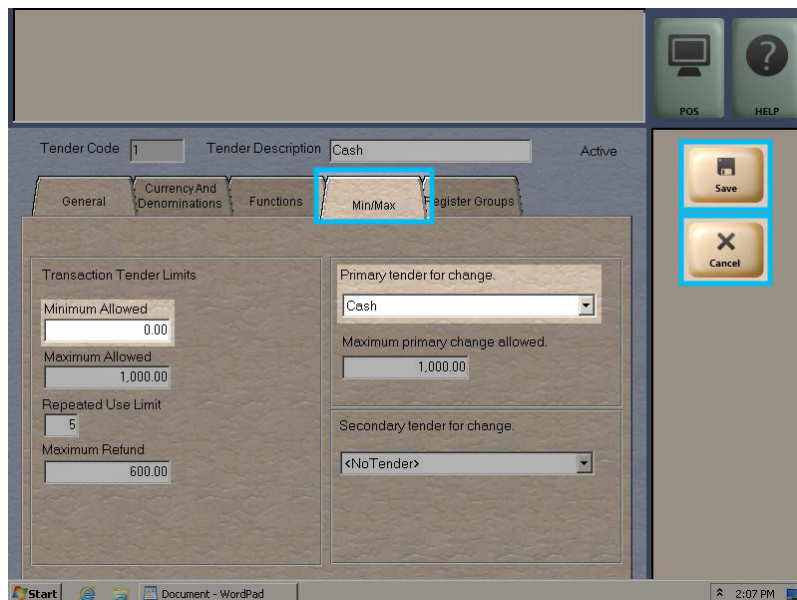 POS
HELP
Tender Code 1 Tender Description Cash Active
General
Currency And
Denominations
Functions
Min/Max
Register Groups
Save
Cancel
Transaction Tender Limits
Minimum Allowed
0.00
Maximum Allowed
1,000.00
Repeated Use Limit
5
Maximum Refund
600.00
Primary tender for change.
Cash
Maximum primary change allowed.
1,000.00
Secondary tender for change.
<NoTender>
Start
Document - WordPad
2:07 PM